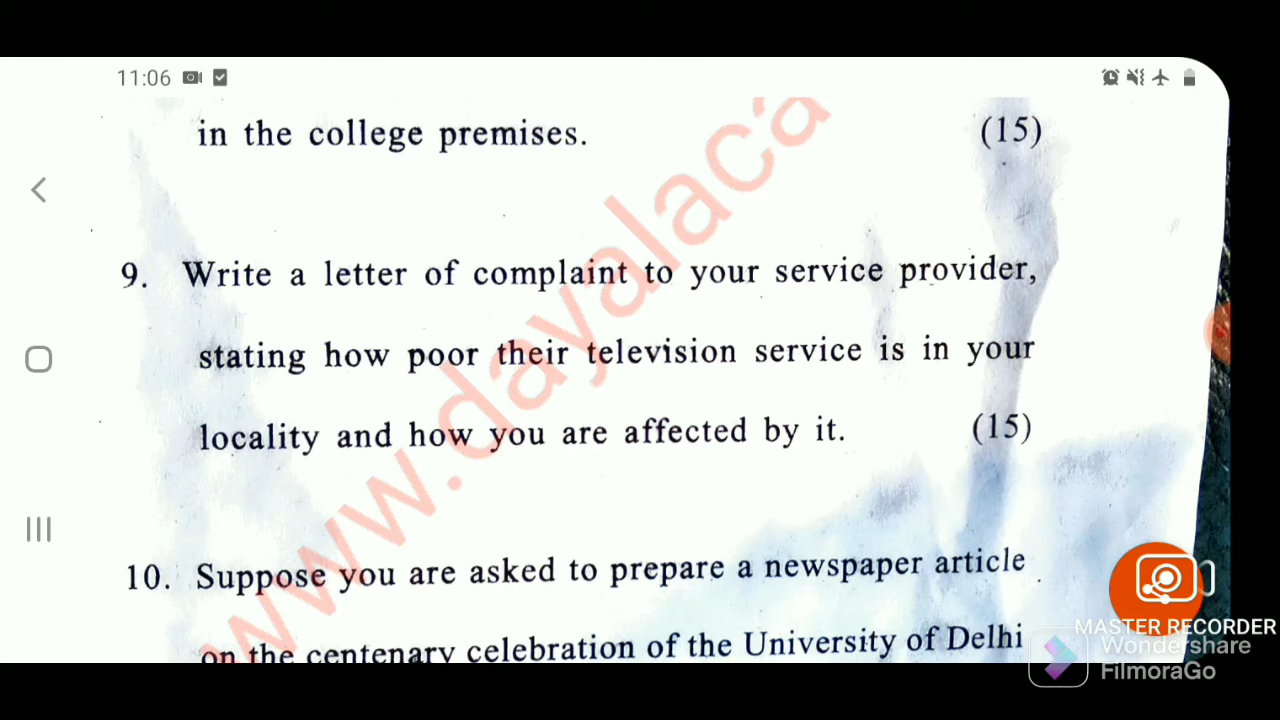 11:06
in the college premises. (15)
9. Write a letter of complaint to your service provider,
stating how poor their television service is in your
locality and how you are affected by it. (15)
10. Suppose you are asked to prepare a newspaper article
on the centenary celebration of the University of Delhi
www.dayalaca
MASTER RECORDER
Wondershare
FilmoraGo